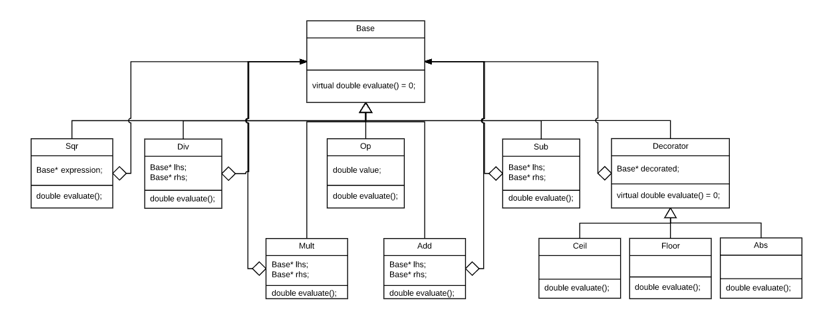 Base
virtual double evaluate() = 0;
Sqr
Base* expression;
double evaluate();
Div
Base* lhs;
Base* rhs;
double evaluate();
Op
double value;
double evaluate();
Sub
Base* lhs;
Base* rhs;
double evaluate();
Decorator
Base* decorated;
virtual double evaluate() = 0;
Mult
Base* lhs;
Base* rhs;
double evaluate();
Add
Base* lhs;
Base* rhs;
double evaluate();
Ceil
double evaluate();
Floor
double evaluate();
Abs
double evaluate();